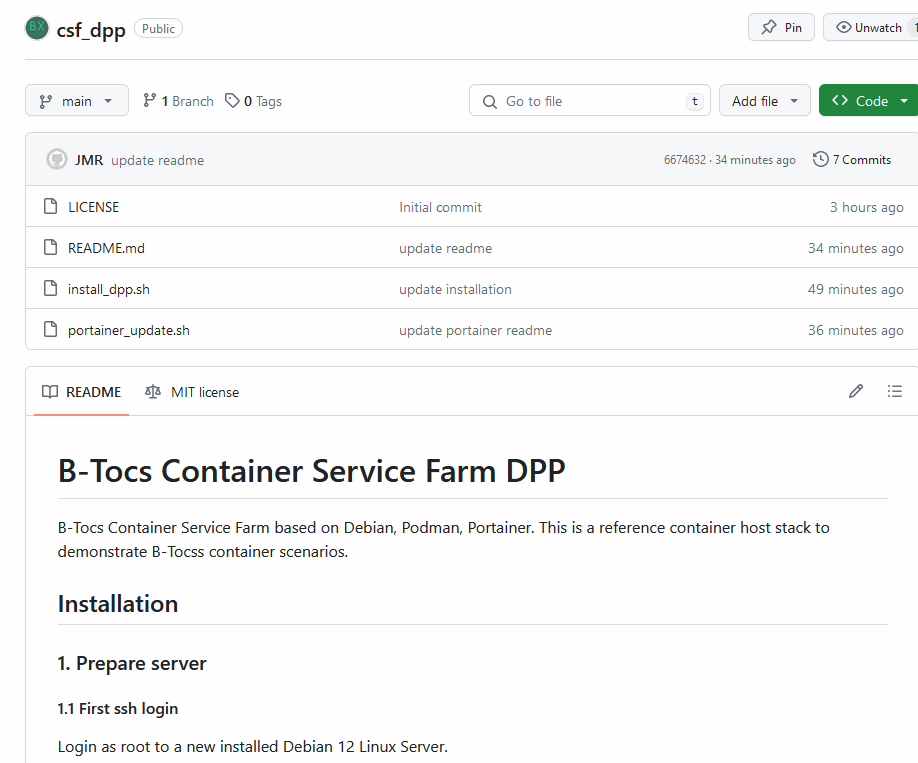 BX csf_dpp Public Pin Unwatch 1
main 1 Branch 0 Tags Go to file t Add file Code
JMR update readme 6674632 · 34 minutes ago 7 Commits
LICENSE Initial commit 3 hours ago
README.md update readme 34 minutes ago
install_dpp.sh update installation 49 minutes ago
portainer_update.sh update portainer readme 36 minutes ago
README MIT license
B-Tocs Container Service Farm DPP
B-Tocs Container Service Farm based on Debian, Podman, Portainer. This is a reference container host stack to
demonstrate B-Tocss container scenarios.
Installation
1. Prepare server
1.1 First ssh login
Login as root to a new installed Debian 12 Linux Server.